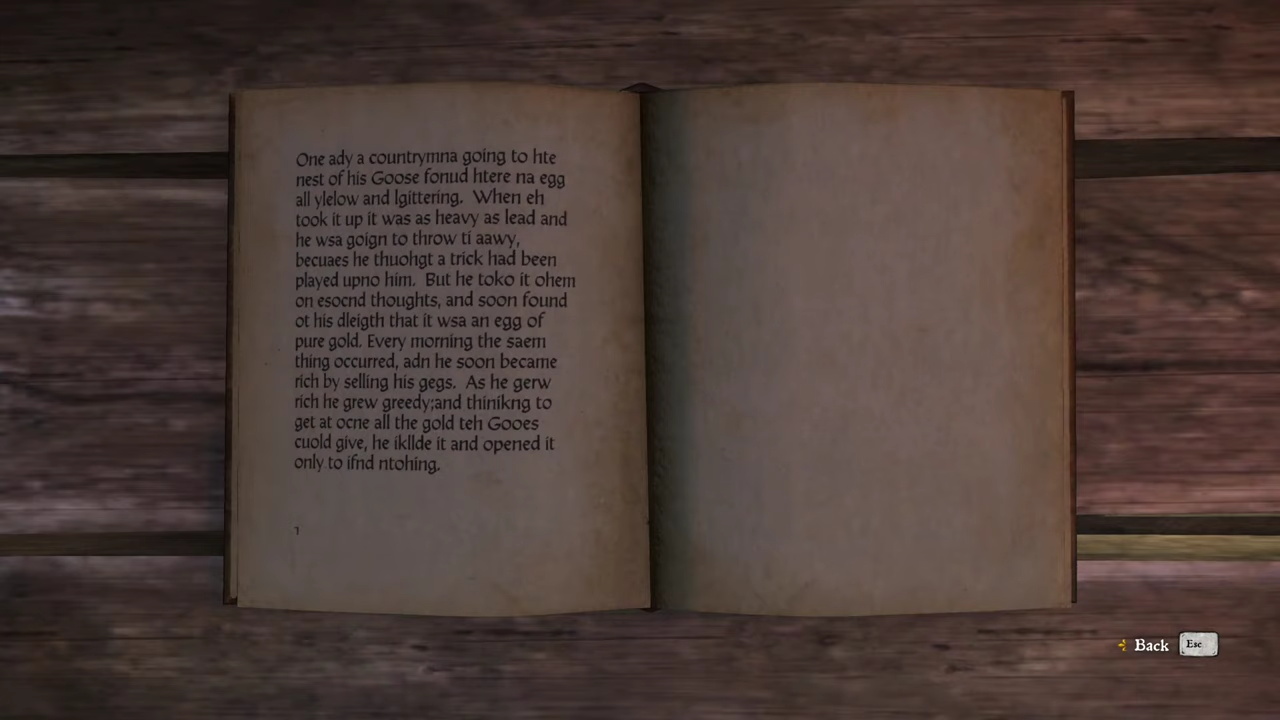 One ady a countrymna going to hte
nest of his Goose fonud htere na egg
all ylelow and lgittering.  When eh
took it up it was as heavy as lead and
he wsa goign to throw ti aawy,
becuaes he thuohgt a trick had been
played upno him.  But he toko it ohem
on esocnd thoughts, and soon found
ot his dleigth that it wsa an egg of
pure gold. Every morning the saem
thing occurred, adn he soon became
rich by selling his gegs.  As he gerw
rich he grew greedy;and thinikng to
get at ocne all the gold teh Gooes
cuold give, he ikllde it and opened it
only to ifnd ntohing.
1
Back Esc